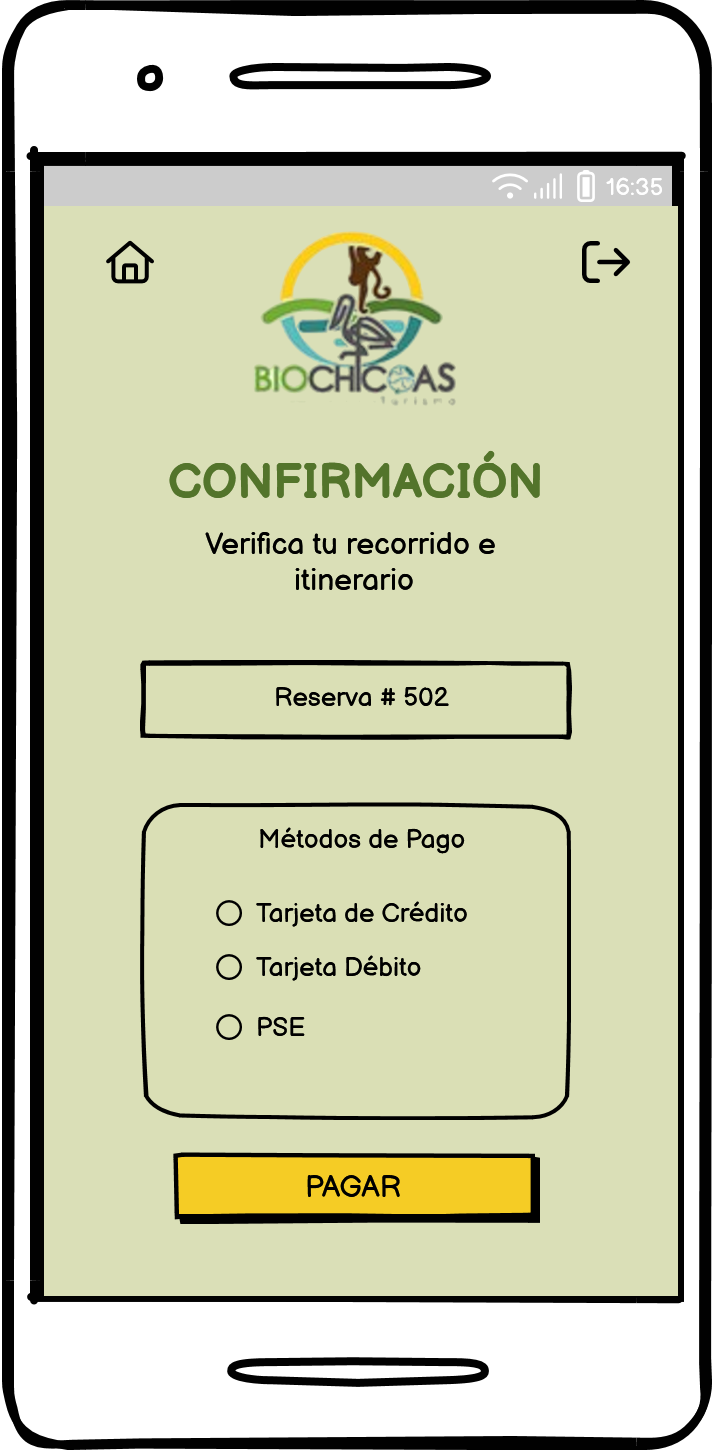 16:35
BIOCHICOAS
Turismo
CONFIRMACIÓN
Verifica tu recorrido e
itinerario
Reserva # 502
Métodos de Pago
Tarjeta de Crédito
Tarjeta Débito
PSE
PAGAR